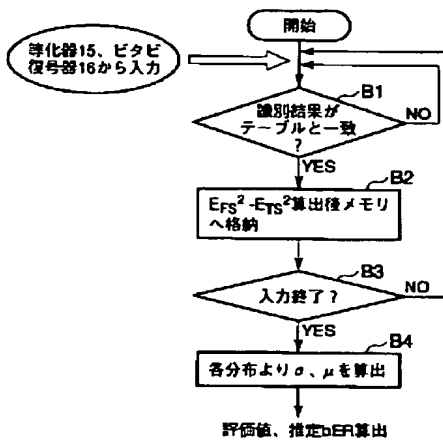 開始
等化器15、ビタビ
復号器16から入力
B1
識別結果が
テーブルと一致
?
NO
YES
B2
EFS²-ETS²算出後メモリ
へ格納
B3
入力終了?
NO
YES
B4
各分布よりσ、μを算出
評価値、推定bER算出